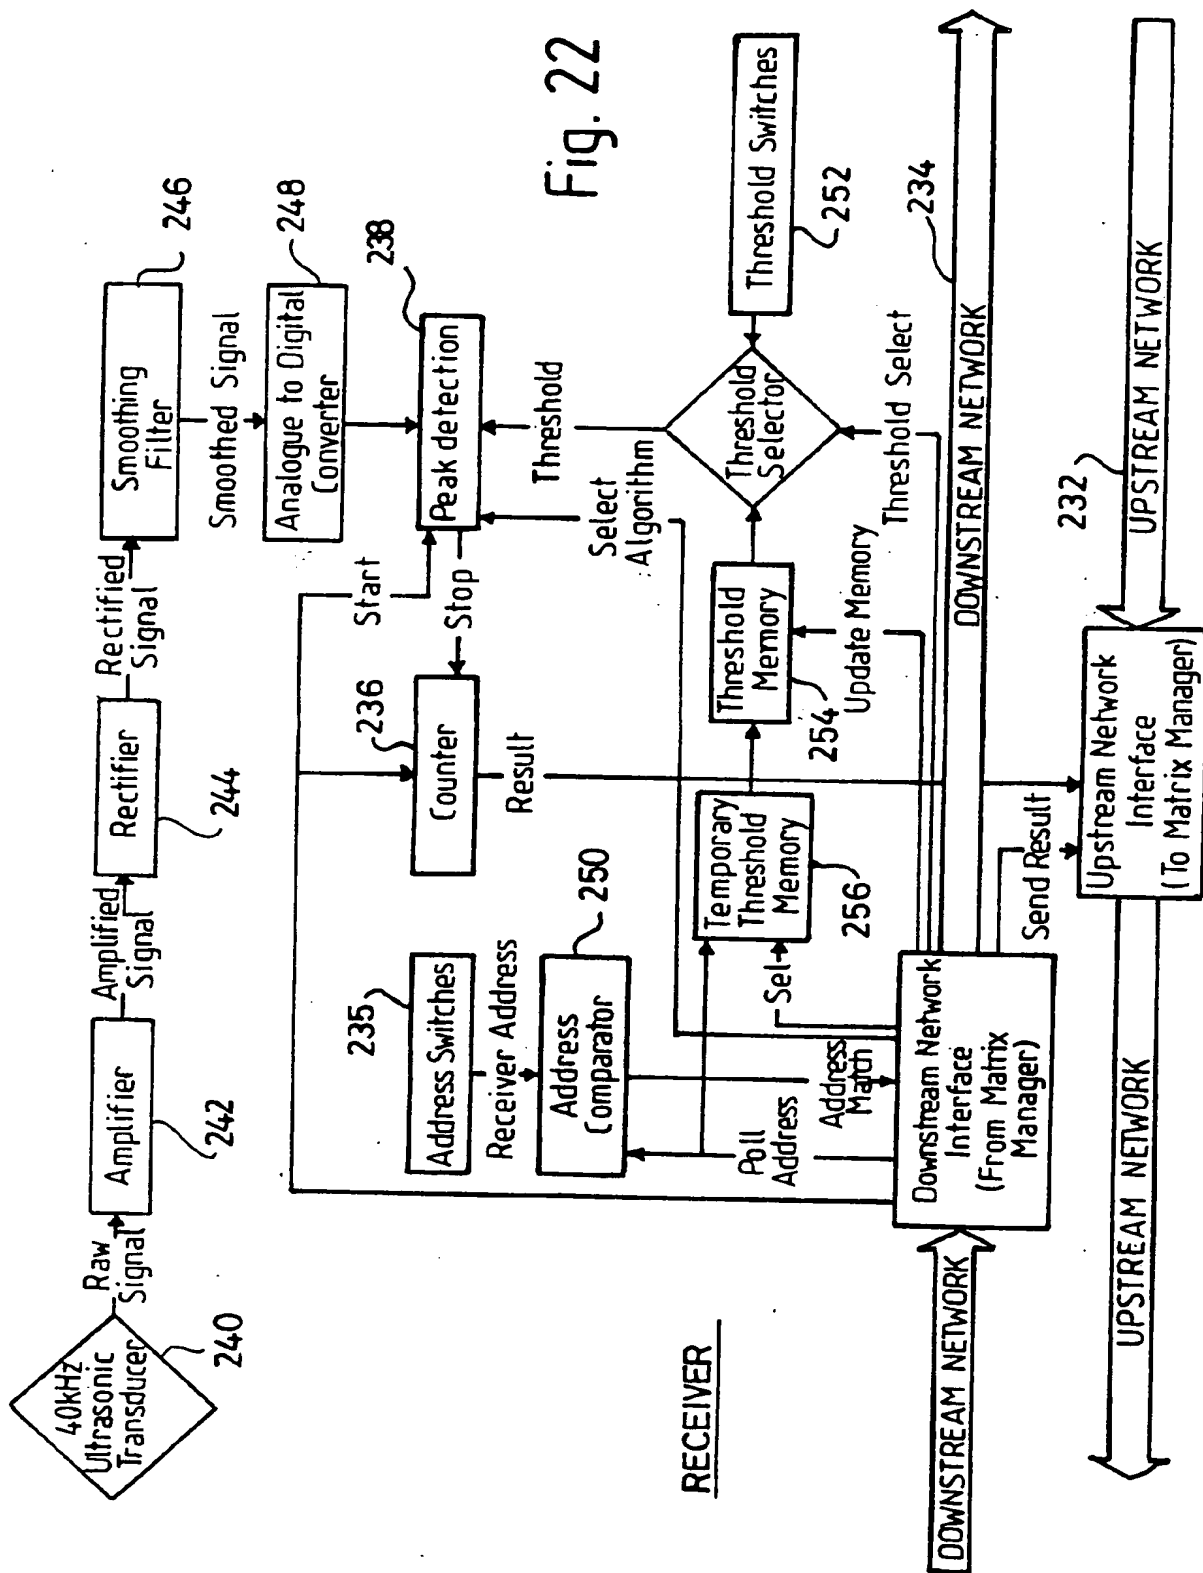 40kHz
Ultrasonic
Transducer
240
Raw
Signal
Amplifier
242
Amplified
Signal
Rectifier
244
Rectified
Signal
Smoothing
Filter
246
Smoothed Signal
Analogue to Digital
Converter
248
Peak detection
238
Start
Stop
Counter
236
Result
Threshold
Select
Algorithm
Fig. 22
Address Switches
235
Receiver Address
Address
Comparator
250
Poll
Address
Address
Match
Sel
Temporary
Threshold
Memory
256
Threshold
Memory
254
Update Memory
Threshold
Selector
Threshold Switches
252
Threshold Select
RECEIVER
DOWNSTREAM NETWORK
Downstream Network
Interface
(From Matrix
Manager)
DOWNSTREAM NETWORK
234
Send Result
UPSTREAM NETWORK
Upstream Network
Interface
(To Matrix Manager)
UPSTREAM NETWORK
232